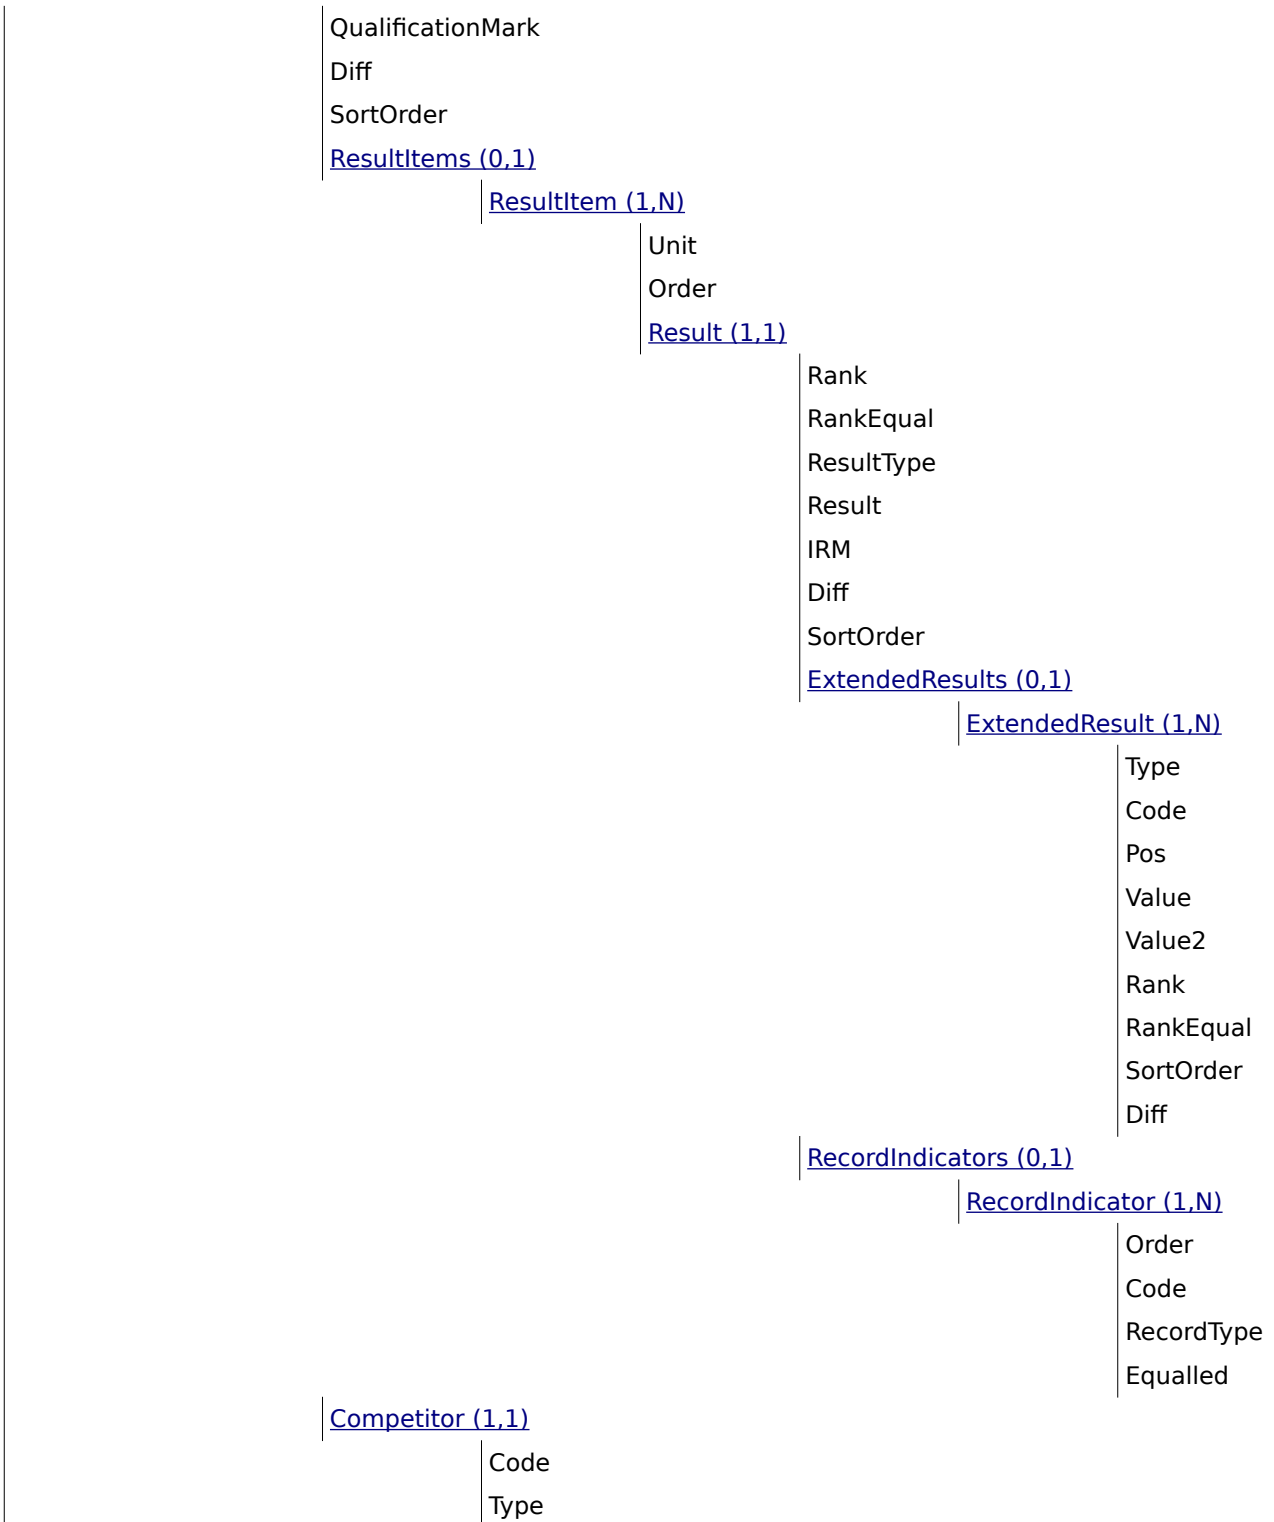 QualificationMark
Diff
SortOrder
ResultItems (0,1)
ResultItem (1,N)
Unit
Order
Result (1,1)
Rank
RankEqual
ResultType
Result
IRM
Diff
SortOrder
ExtendedResults (0,1)
ExtendedResult (1,N)
Type
Code
Pos
Value
Value2
Rank
RankEqual
SortOrder
Diff
RecordIndicators (0,1)
RecordIndicator (1,N)
Order
Code
RecordType
Equalled
Competitor (1,1)
Code
Type